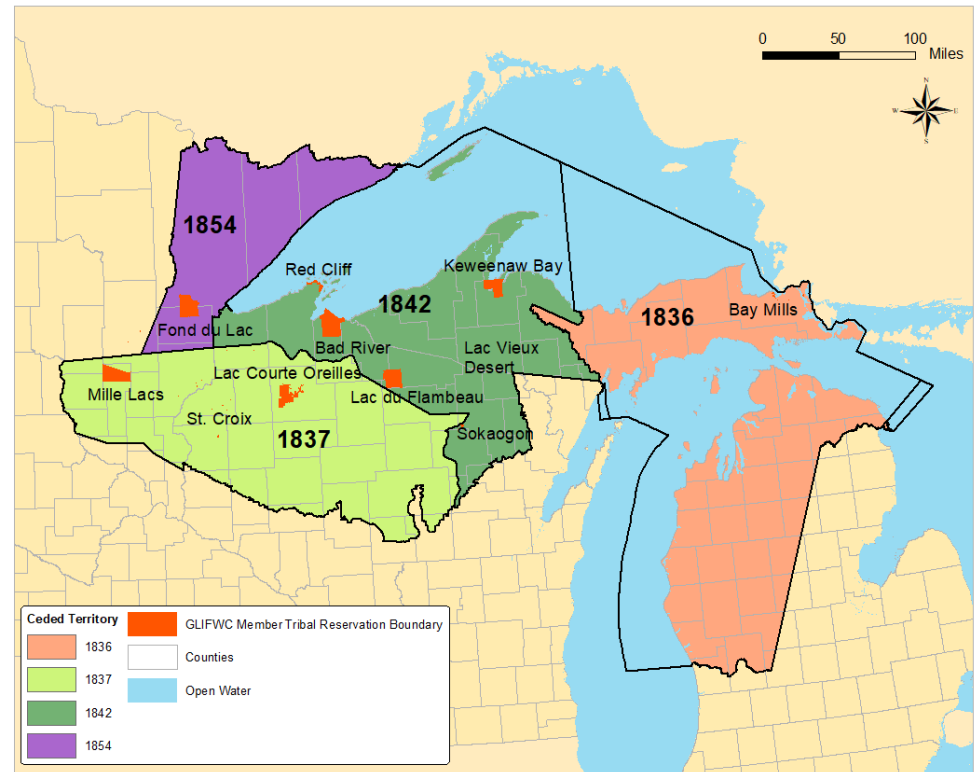 0 50 100
Miles
N
W E
S
1854
Red Cliff
Keweenaw Bay
1842
1836
Bay Mills
Fond du Lac
Bad River
Lac Vieux
Desert
Lac Courte Oreilles
Mille Lacs
Lac du Flambeau
St. Croix
1837
Sokaogon
Ceded Territory
1836
1837
1842
1854
GLIFWC Member Tribal Reservation Boundary
Counties
Open Water